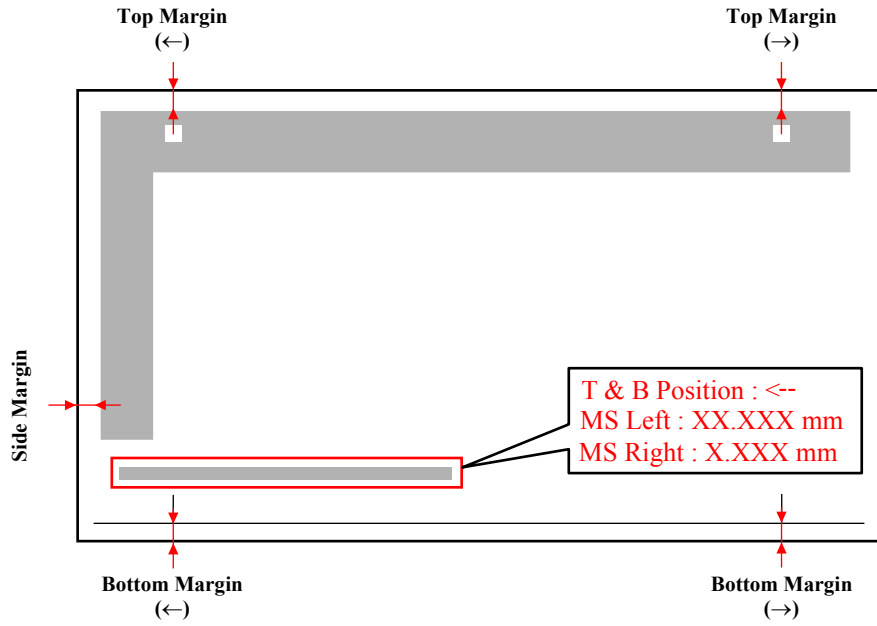 Top Margin
(←)
Top Margin
(→)
Side Margin
T & B Position : <--
MS Left : XX.XXX mm
MS Right : X.XXX mm
Bottom Margin
(←)
Bottom Margin
(→)